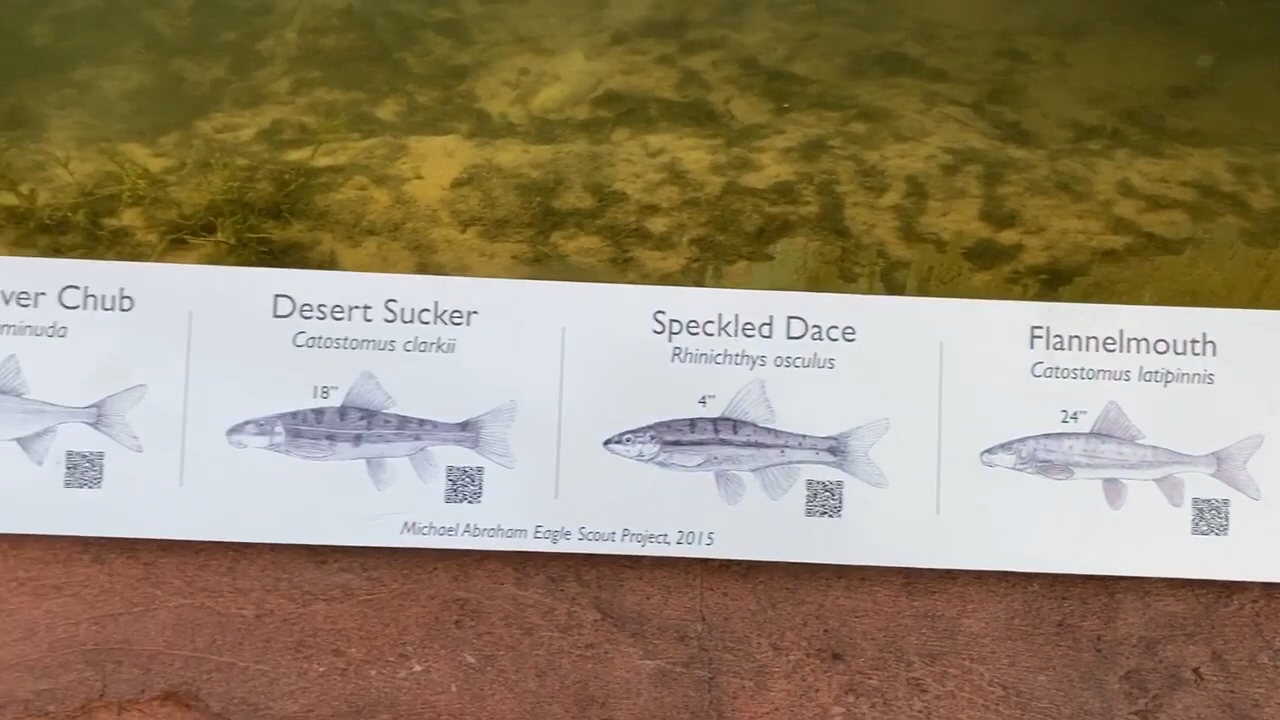 ver Chub
minuda
Desert Sucker
Catostomus clarkii
18"
Speckled Dace
Rhinichthys osculus
4"
Flannelmouth
Catostomus latipinnis
24"
Michael Abraham Eagle Scout Project, 2015